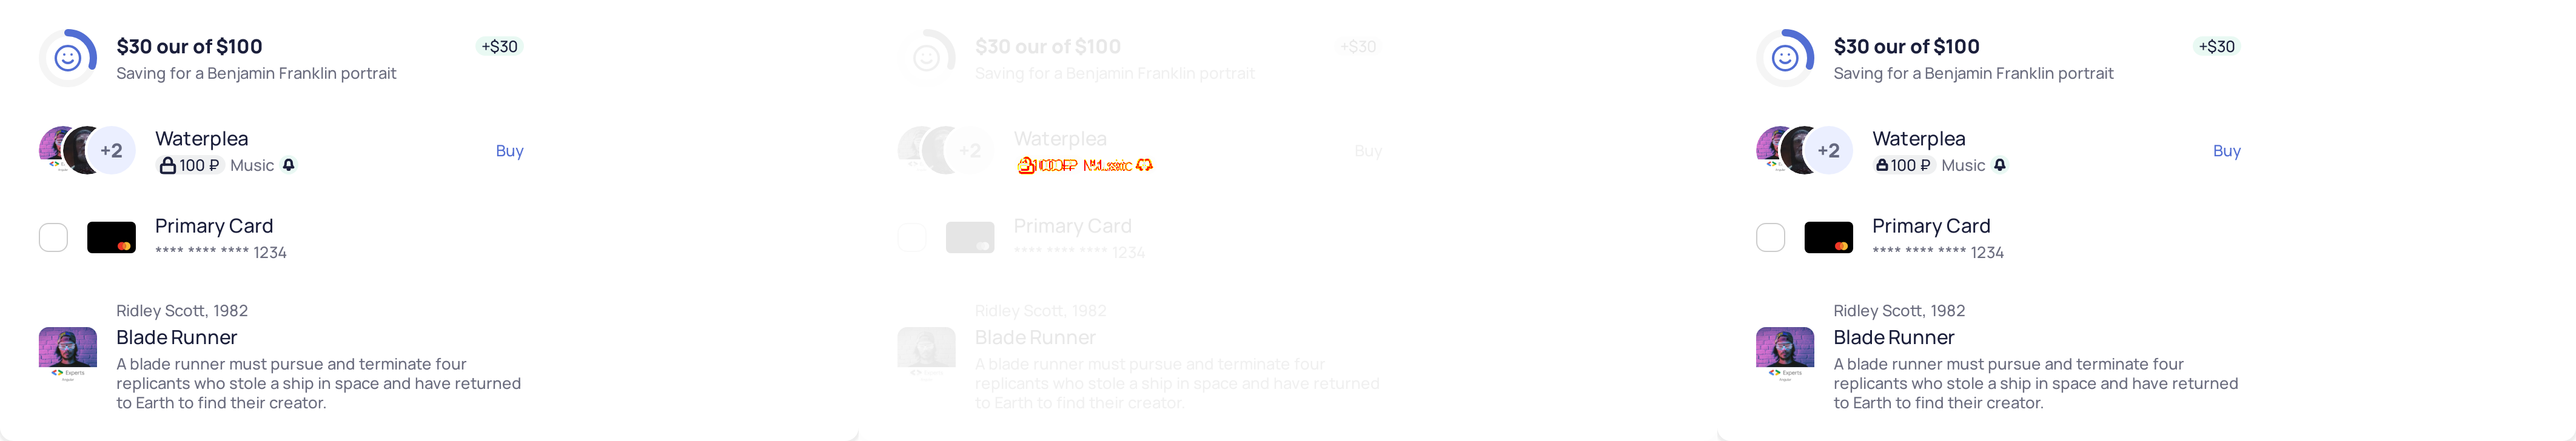 $30 our of $100
+$30
Saving for a Benjamin Franklin portrait
+2
Waterplea
100 ₽ Music
Buy
Primary Card
**** **** **** 1234
Ridley Scott, 1982
Blade Runner
A blade runner must pursue and terminate four
replicants who stole a ship in space and have returned
to Earth to find their creator.
Experts
$30 our of $100
+$30
Saving for a Benjamin Franklin portrait
+2
Waterplea
Buy
Primary Card
**** **** **** 1234
Ridley Scott, 1982
Blade Runner
A blade runner must pursue and terminate four
replicants who stole a ship in space and have returned
to Earth to find their creator.
$30 our of $100
+$30
Saving for a Benjamin Franklin portrait
+2
Waterplea
100 ₽ Music
Buy
Primary Card
**** **** **** 1234
Ridley Scott, 1982
Blade Runner
A blade runner must pursue and terminate four
replicants who stole a ship in space and have returned
to Earth to find their creator.
Experts